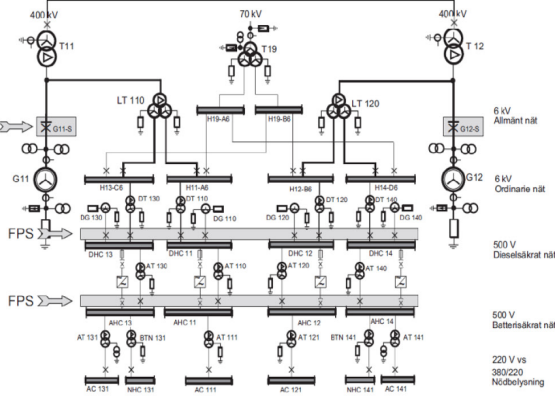 400 kV 70 kV 400 kV
T11 T19 T 12
LT 110 LT 120
H19-A6 H19-B6
6 kV
Allmänt nät
G11-S G12-S
G11 G12
6 kV
Ordinarie nät
H13-C6 H11-A6 H12-B6 H14-D6
DT 130 DT 110 DT 120 DT 140
DG 130 DG 110 DG 120 DG 140
FPS
DHC 13 DHC 11 DHC 12 DHC 14
500 V
Dieselsäkrat nät
AT 130 AT 110 AT 120 AT 140
FPS
AHC 13 AHC 11 AHC 12 AHC 14
500 V
Batterisäkrat nät
AT 131 BTN 131 AT 111 AT 121 BTN 141 AT 141
220 V vs
380/220
Nödbelysning
AC 131 NHC 131 AC 111 AC 121 NHC 141 AC 141